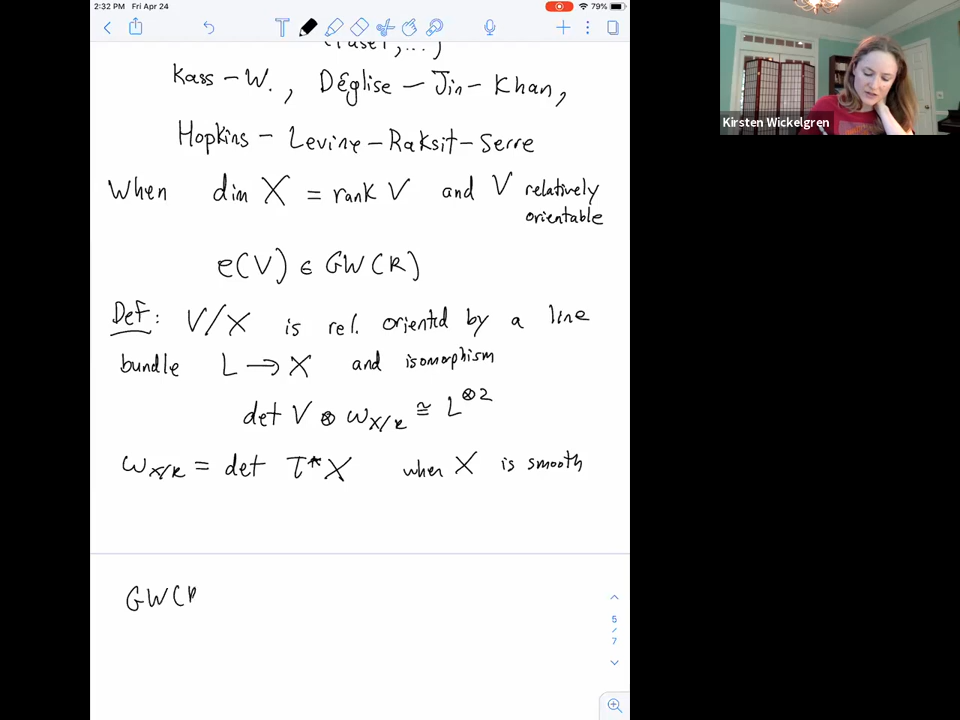 2:32 PM Fri Apr 24
79%
Kass - W., Déglise - Jin - Khan,
Hopkins - Levine - Raksit - Serre
When dim X = rank V and V relatively orientable
e(V) ∈ GW(k)
Def: V/X is rel. oriented by a line
bundle L → X and isomorphism
det V ⊗ ω_{X/k} ≅ L^{⊗2}
ω_{X/k} = det T*X when X is smooth
GW(k
5
/
7
Kirsten Wickelgren